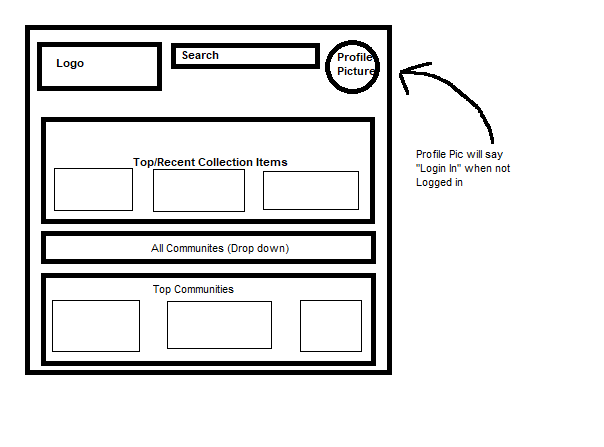 Logo
Search
Profile
Picture
Top/Recent Collection Items
All Communites (Drop down)
Top Communities
Profile Pic will say
"Login In" when not
Logged in